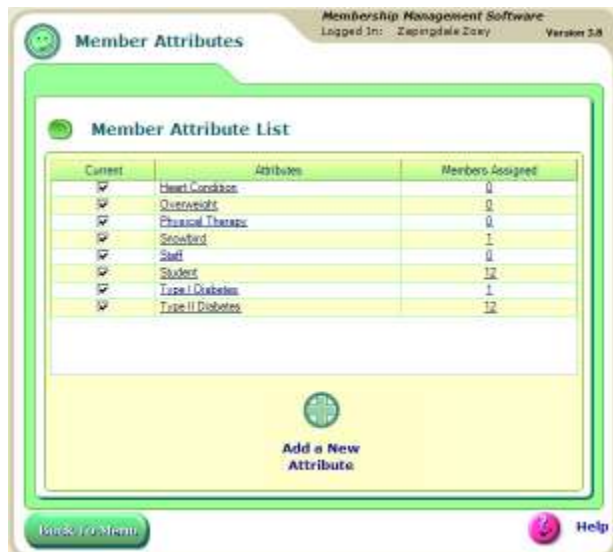 Membership Management Software
Member Attributes
Logged In: Zapingdale Zoey Version 3.8
Member Attribute List
Current Attributes Members Assigned
Heart Condition 0
Overweight 0
Physical Therapy 0
Snowbird 1
Staff 0
Student 12
Type I Diabetes 1
Type II Diabetes 12
Add a New
Attribute
Back To Menu
Help